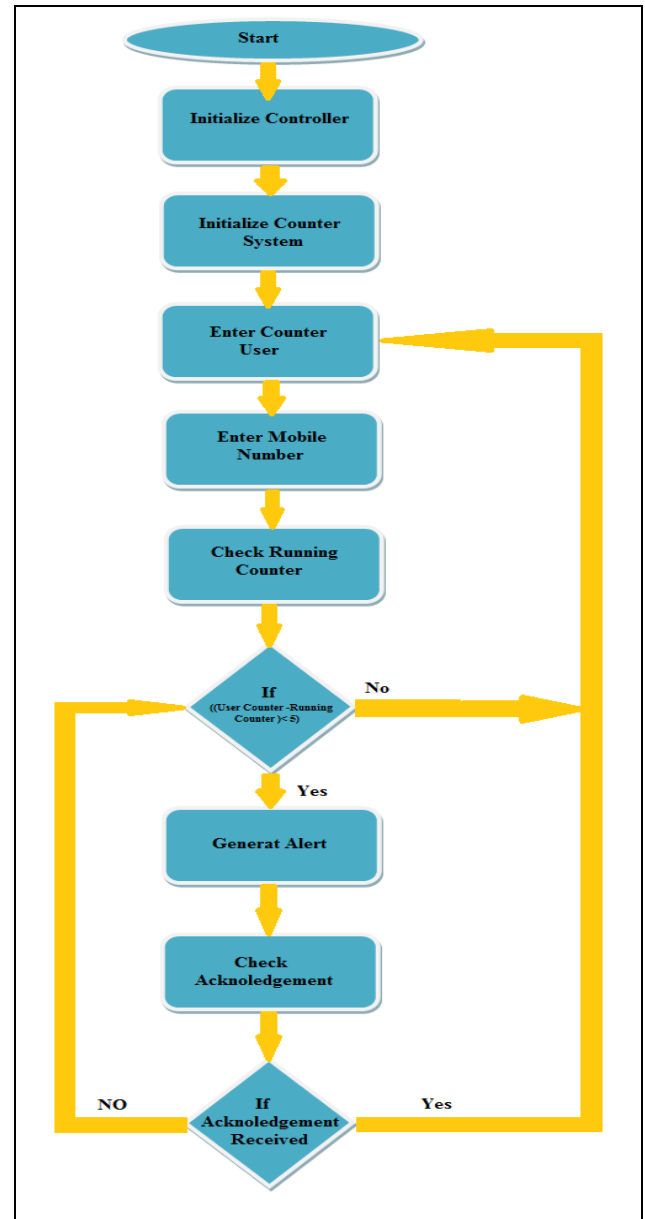 Start
Initialize Controller
Initialize Counter
System
Enter Counter
User
Enter Mobile
Number
Check Running
Counter
If
((User Counter -Running
Counter )< 5)
No
Yes
Generat Alert
Check
Acknoledgement
If
Acknoledgement
Received
NO
Yes